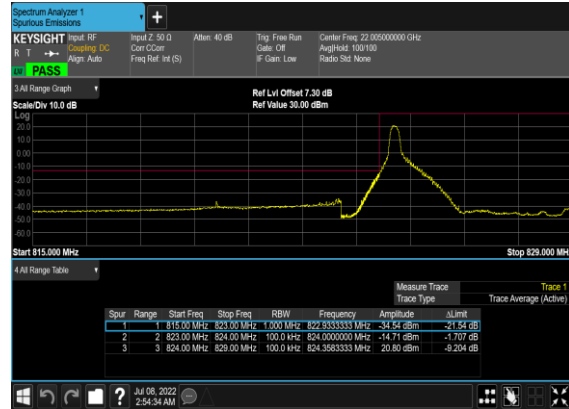 Spectrum Analyzer 1
Spurious Emissions
+
KEYSIGHT Input: RF Input Z: 50 Ω Atten: 40 dB Trig: Free Run Center Freq: 22.005000000 GHz
R T Coupling: DC Corr CCorr Gate: Off Avg|Hold: 100/100
Align: Auto Freq Ref: Int (S) IF Gain: Low Radio Std: None
LM PASS
3 All Range Graph
Ref Lvl Offset 7.30 dB
Scale/Div 10.0 dB Ref Value 30.00 dBm
Log
20.0
10.0
0.00
-10.0
-20.0
-30.0
-40.0
-50.0
-60.0
Start 815.000 MHz Stop 829.000 MHz
4 All Range Table
Measure Trace Trace 1
Trace Type Trace Average (Active)
Spur Range Start Freq Stop Freq RBW Frequency Amplitude ΔLimit
1 1 815.00 MHz 823.00 MHz 1.000 MHz 822.9333333 MHz -34.54 dBm -21.54 dB
2 2 823.00 MHz 824.00 MHz 100.0 kHz 824.0000000 MHz -14.71 dBm -1.707 dB
3 3 824.00 MHz 829.00 MHz 100.0 kHz 824.3583333 MHz 20.80 dBm -9.204 dB
? Jul 08, 2022
2:54:34 AM